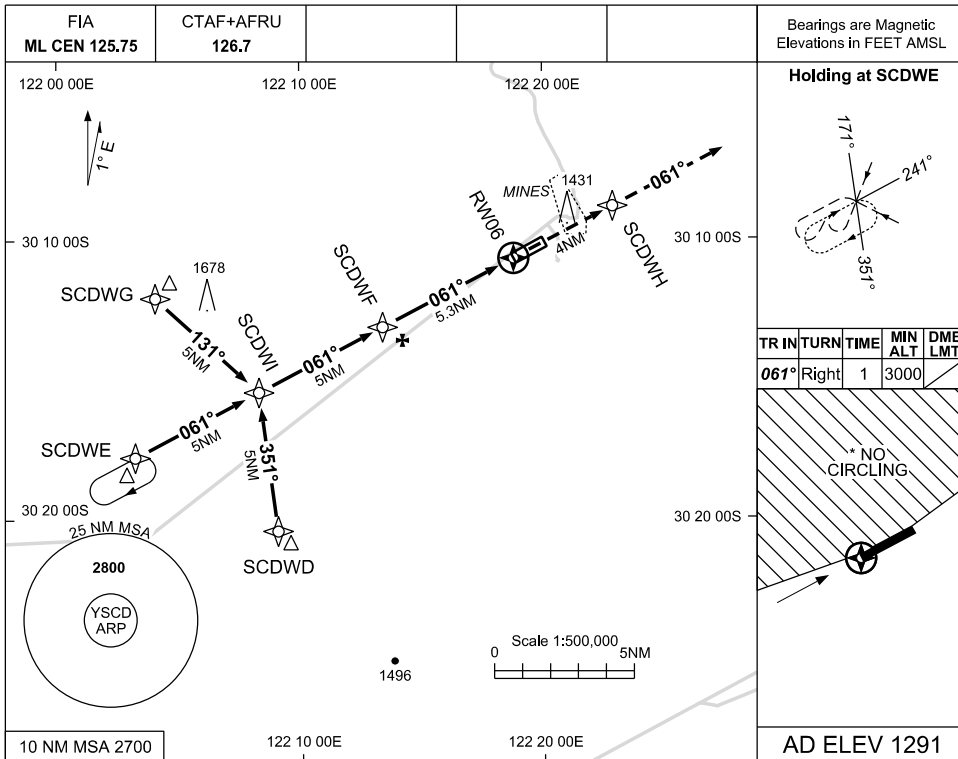 FIA
ML CEN 125.75
CTAF+AFRU
126.7
Bearings are Magnetic
Elevations in FEET AMSL
122 00 00E
122 10 00E
122 20 00E
Holding at SCDWE
1° E
171°
241°
351°
MINES
1431
061°
RW06
4NM
SCDWH
30 10 00S
30 10 00S
SCDWG
1678
SCDWI
SCDWF
061°
5.3NM
131°
5NM
061°
5NM
TR IN
TURN
TIME
MIN ALT
DME LMT
061°
Right
1
3000
SCDWE
061°
5NM
351°
5NM
* NO
CIRCLING
30 20 00S
30 20 00S
25 NM MSA
2800
YSCD
ARP
SCDWD
Scale 1:500,000
0
5NM
1496
10 NM MSA 2700
122 10 00E
122 20 00E
AD ELEV 1291